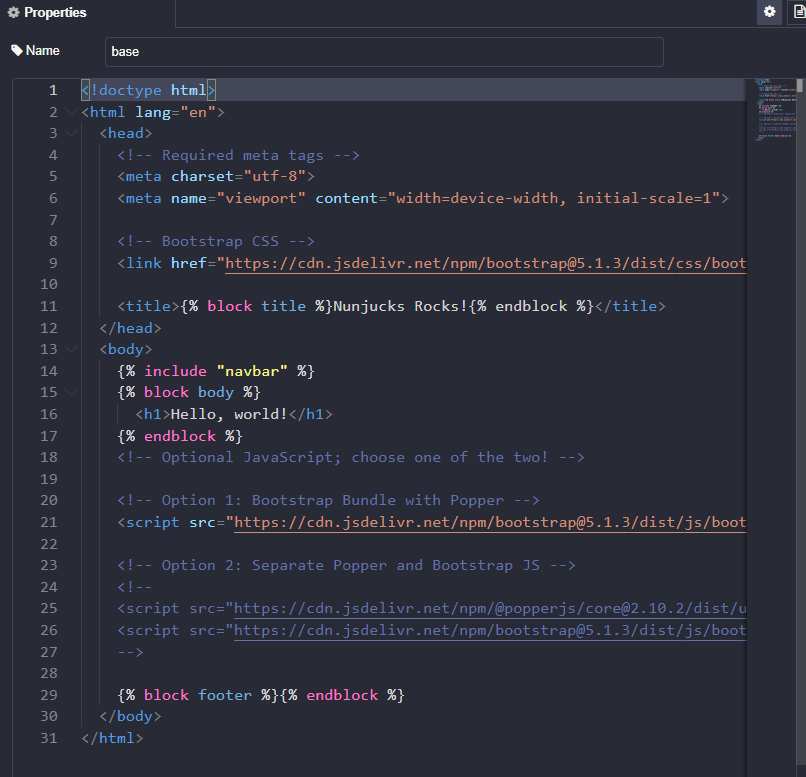 Properties
Name
base
1 <!doctype html>
2 <html lang="en">
3 <head>
4 <!-- Required meta tags -->
5 <meta charset="utf-8">
6 <meta name="viewport" content="width=device-width, initial-scale=1">
7
8 <!-- Bootstrap CSS -->
9 <link href="https://cdn.jsdelivr.net/npm/bootstrap@5.1.3/dist/css/boot
10
11 <title>{% block title %}Nunjucks Rocks!{% endblock %}</title>
12 </head>
13 <body>
14 {% include "navbar" %}
15 {% block body %}
16 <h1>Hello, world!</h1>
17 {% endblock %}
18 <!-- Optional JavaScript; choose one of the two! -->
19
20 <!-- Option 1: Bootstrap Bundle with Popper -->
21 <script src="https://cdn.jsdelivr.net/npm/bootstrap@5.1.3/dist/js/boot
22
23 <!-- Option 2: Separate Popper and Bootstrap JS -->
24 <!--
25 <script src="https://cdn.jsdelivr.net/npm/@popperjs/core@2.10.2/dist/u
26 <script src="https://cdn.jsdelivr.net/npm/bootstrap@5.1.3/dist/js/boot
27 -->
28
29 {% block footer %}{% endblock %}
30 </body>
31 </html>